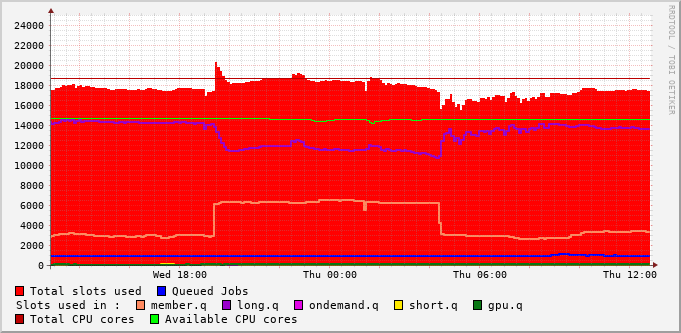 24000
22000
20000
18000
16000
14000
12000
10000
8000
6000
4000
2000
0
Wed 18:00 Thu 00:00 Thu 06:00 Thu 12:00
Total slots used Queued Jobs
Slots used in : member.q long.q ondemand.q short.q gpu.q
Total CPU cores Available CPU cores
RRDTOOL / TOBI OETIKER